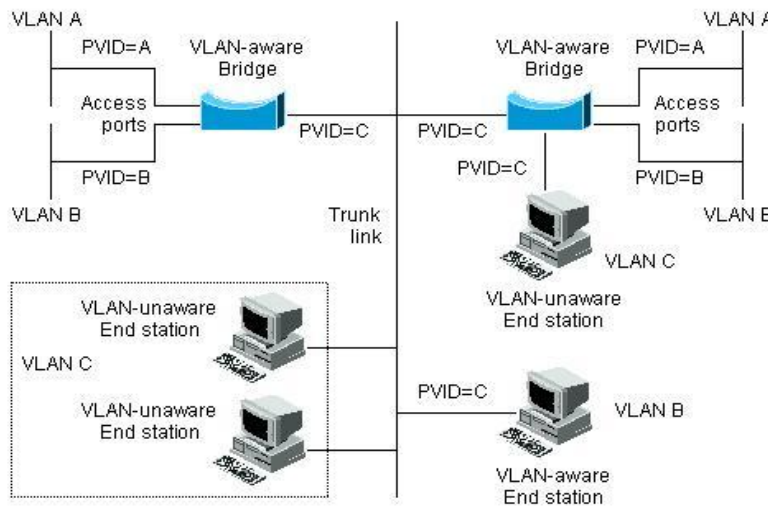 VLAN A
PVID=A
VLAN-aware
Bridge
VLAN-aware
Bridge
PVID=A
VLAN A
Access
ports
PVID=C
PVID=C
Access
ports
PVID=B
PVID=C
PVID=B
VLAN B
Trunk
link
VLAN B
VLAN C
VLAN-unaware
End station
VLAN-unaware
End station
VLAN C
VLAN-unaware
End station
PVID=C
VLAN B
VLAN-aware
End station